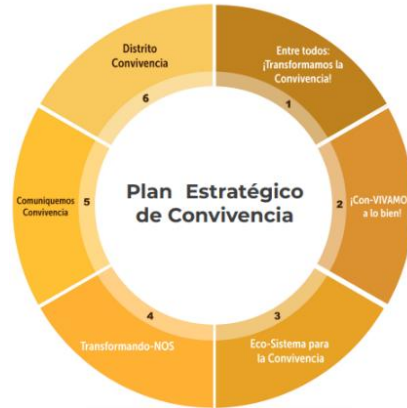 Plan Estratégico
de Convivencia
1
Entre todos:
¡Transformamos la
Convivencia!
2
¡Con-VIVAMO
a lo bien!
3
Eco-Sistema para
la Convivencia
4
Transformando-NOS
5
Comuniquemos
Convivencia
6
Distrito
Convivencia